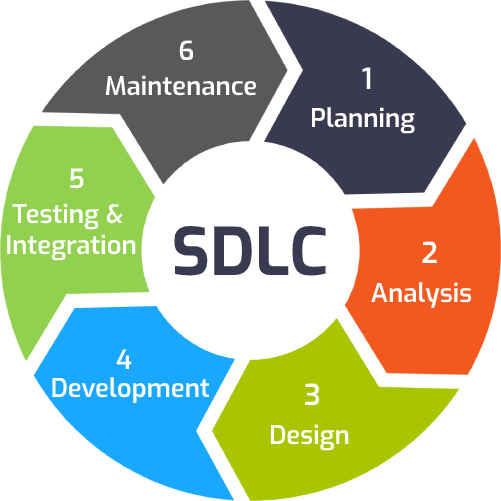 SDLC
1
Planning
2
Analysis
3
Design
4
Development
5
Testing &
Integration
6
Maintenance